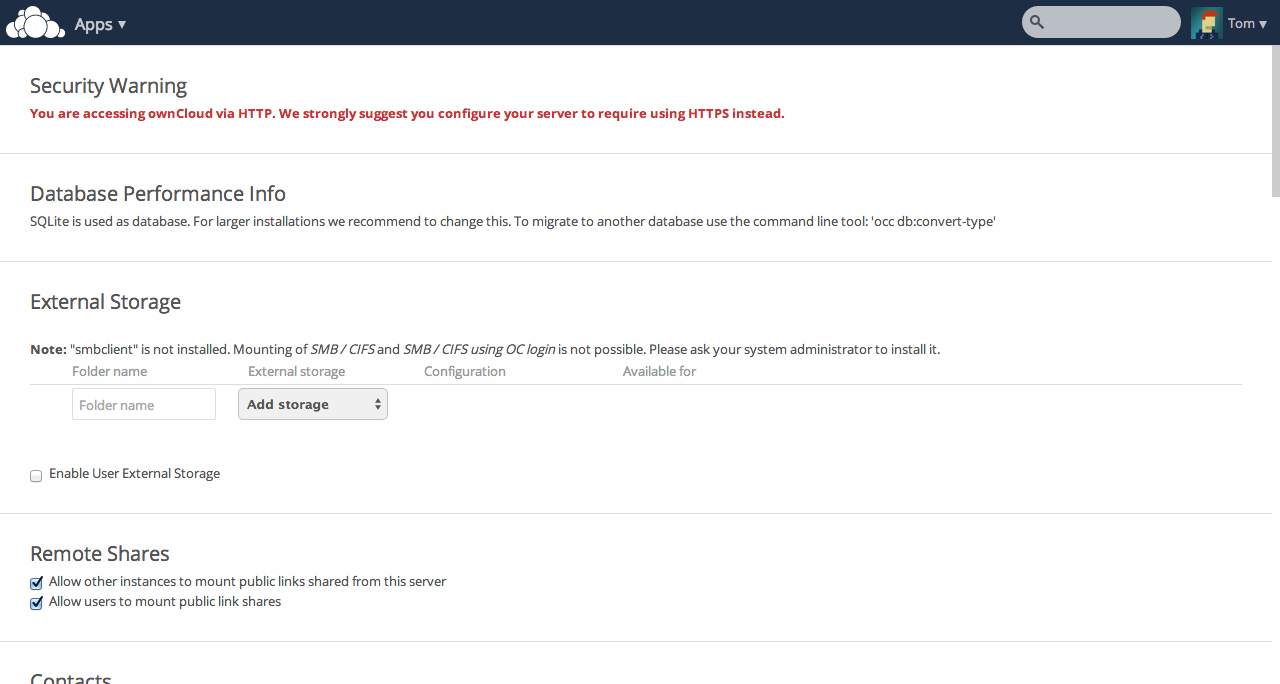 Apps ▾
Tom ▾
Security Warning
You are accessing ownCloud via HTTP. We strongly suggest you configure your server to require using HTTPS instead.
Database Performance Info
SQLite is used as database. For larger installations we recommend to change this. To migrate to another database use the command line tool: 'occ db:convert-type'
External Storage
Note: "smbclient" is not installed. Mounting of SMB / CIFS and SMB / CIFS using OC login is not possible. Please ask your system administrator to install it.
Folder name External storage Configuration Available for
Folder name Add storage
Enable User External Storage
Remote Shares
Allow other instances to mount public links shared from this server
Allow users to mount public link shares
Contacts